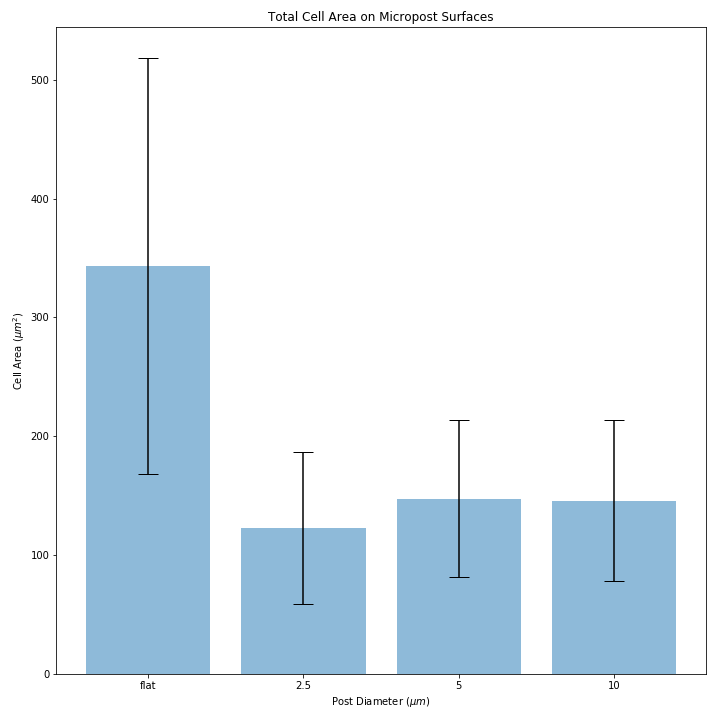 Total Cell Area on Micropost Surfaces
500
400
300
200
100
0
Cell Area (μm²)
flat 2.5 5 10
Post Diameter (μm)